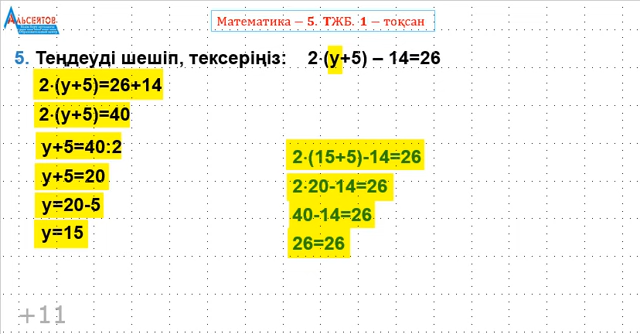 АЛЬСЕИТОВ
Математика – 5. ТЖБ. 1 – тоқсан
5. Теңдеуді шешіп, тексеріңіз: 2·(y+5) – 14=26
2·(y+5)=26+14
2·(y+5)=40
y+5=40:2
y+5=20
y=20-5
y=15
2·(15+5)-14=26
2·20-14=26
40-14=26
26=26
+11